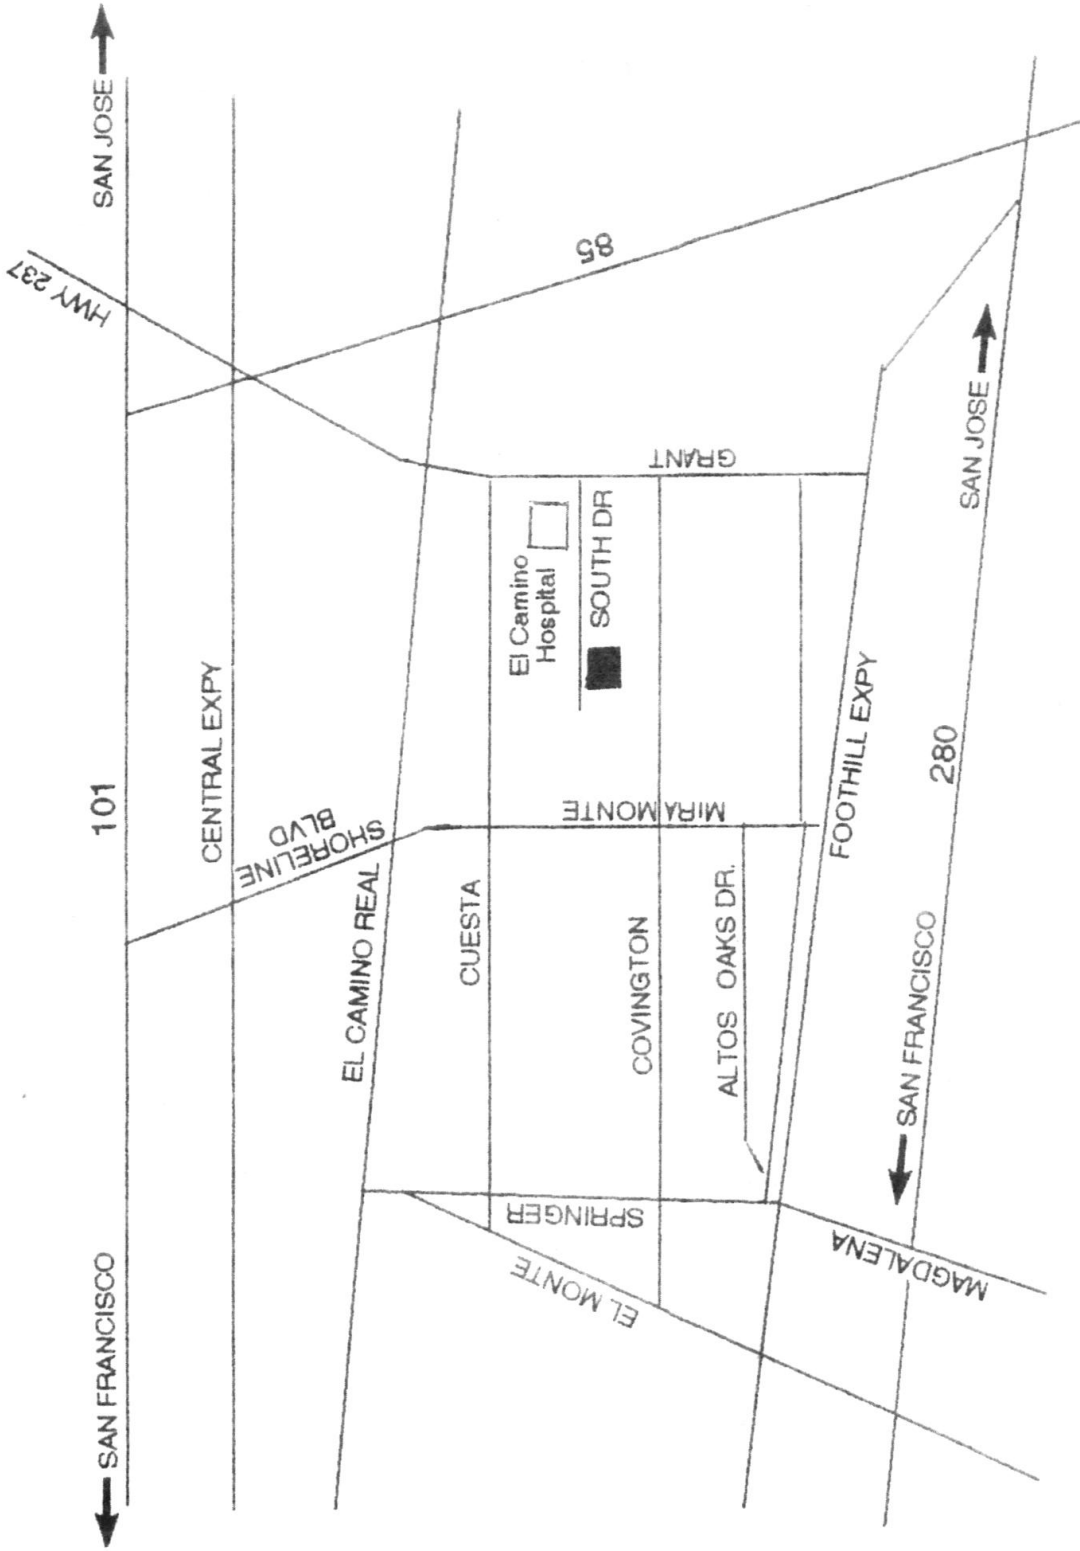 SAN FRANCISCO
101
SAN JOSE
HWY 237
CENTRAL EXPY
SHORELINE
BLVD
EL CAMINO REAL
85
CUESTA
El Camino
Hospital
SOUTH DR
GRANT
MIRAMONTE
SPRINGER
EL MONTE
COVINGTON
ALTOS OAKS DR.
FOOTHILL EXPY
MAGDALENA
SAN FRANCISCO
280
SAN JOSE